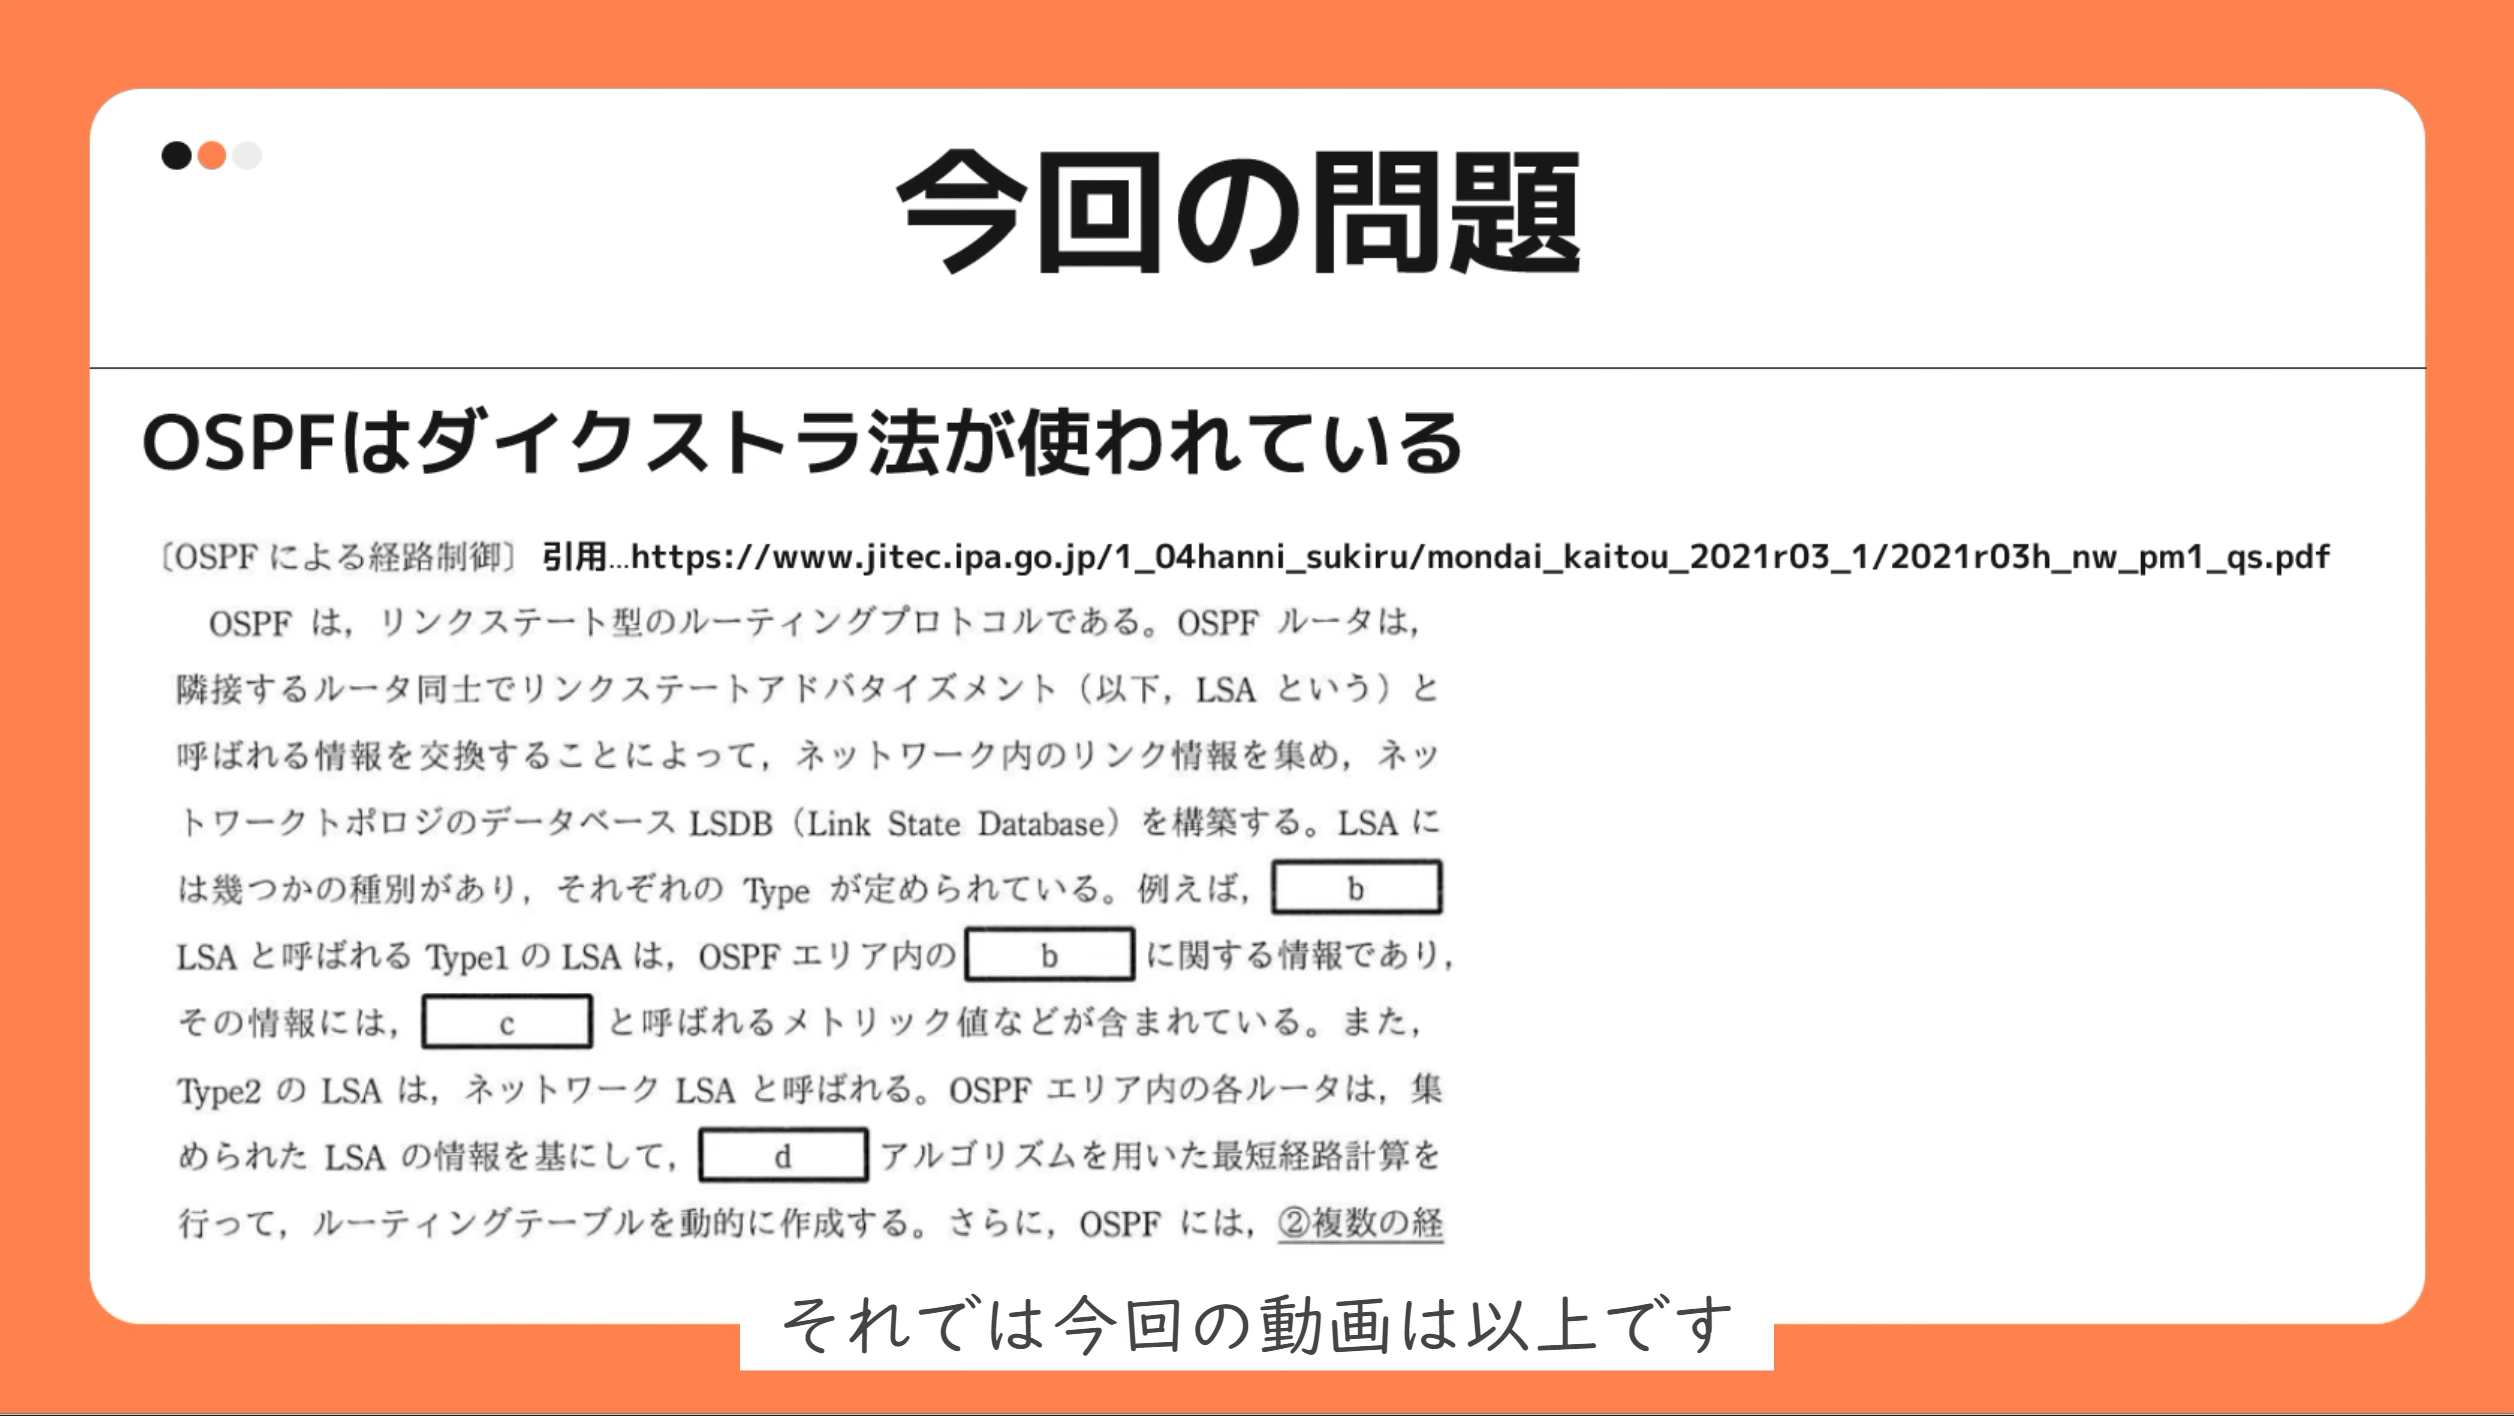 今回の問題
OSPFはダイクストラ法が使われている
〔OSPF による経路制御〕 引用…https://www.jitec.ipa.go.jp/1_04hanni_sukiru/mondai_kaitou_2021r03_1/2021r03h_nw_pm1_qs.pdf
OSPF は，リンクステート型のルーティングプロトコルである。OSPF ルータは，
隣接するルータ同士でリンクステートアドバタイズメント（以下，LSA という）と
呼ばれる情報を交換することによって，ネットワーク内のリンク情報を集め，ネッ
トワークトポロジのデータベース LSDB（Link State Database）を構築する。LSA に
は幾つかの種別があり，それぞれの Type が定められている。例えば， b
LSA と呼ばれる Type1 の LSA は，OSPF エリア内の b に関する情報であり，
その情報には， c と呼ばれるメトリック値などが含まれている。また，
Type2 の LSA は，ネットワーク LSA と呼ばれる。OSPF エリア内の各ルータは，集
められた LSA の情報を基にして， d アルゴリズムを用いた最短経路計算を
行って，ルーティングテーブルを動的に作成する。さらに，OSPF には，②複数の経
それでは今回の動画は以上です